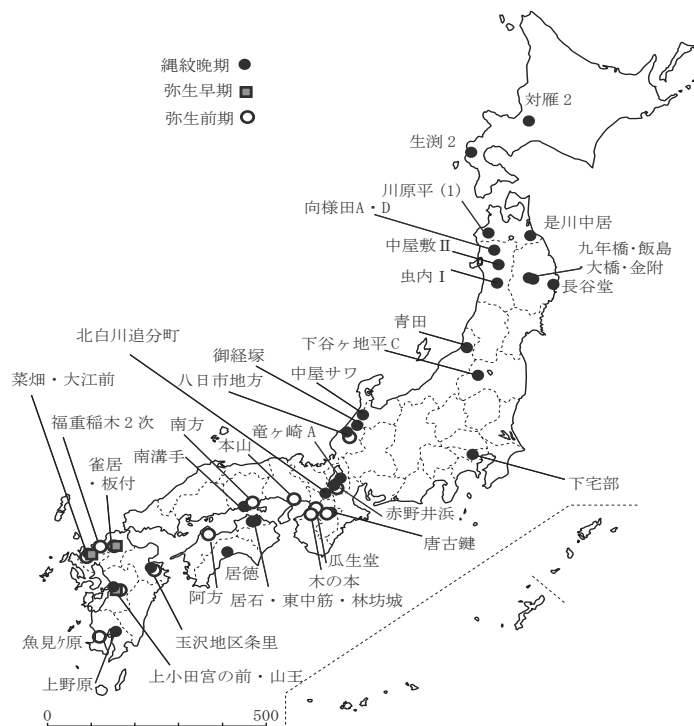 縄紋晩期
弥生早期
弥生前期
対雁2
生渕2
川原平(1)
向様田A・D
是川中居
中屋敷Ⅱ
九年橋・飯島
大橋・金附
虫内Ⅰ
長谷堂
青田
北白川追分町
下谷ヶ地平C
御経塚
菜畑・大江前
八日市地方
中屋サワ
福重稲木2次
南方
竜ヶ崎A
本山
雀居
・板付
南溝手
下宅部
赤野井浜
唐古鍵
瓜生堂
居徳
木の本
阿方
居石・東中筋・林坊城
魚見ヶ原
玉沢地区条里
上小田宮の前・山王
上野原
0
500